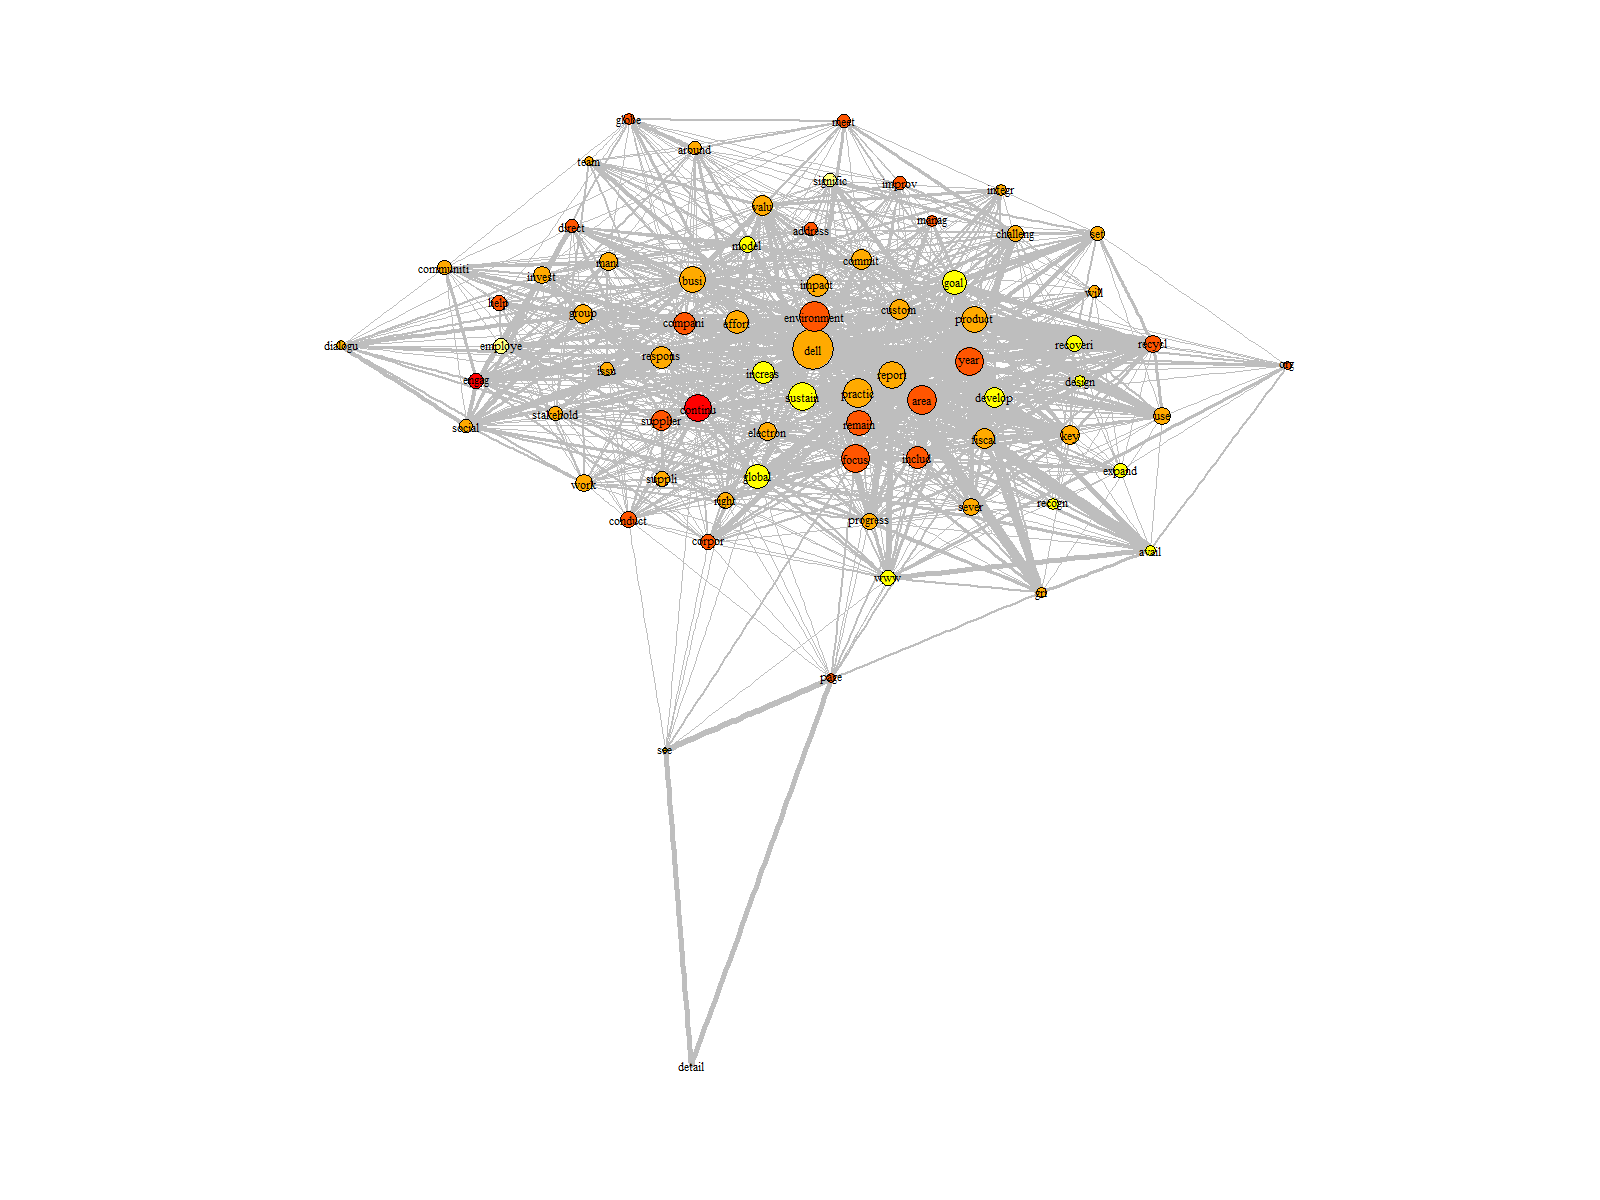 globe
meet
around
team
signific
improv
integr
valu
manag
direct
address
challeng
set
model
commit
communiti
mani
invest
busi
goal
impact
will
help
group
custom
environment
product
compani
effort
dialogu
employe
recoveri
recycl
dell
respons
year
org
issu
increas
report
engag
design
sustain
practic
develop
area
continu
stakehold
use
supplier
social
remain
electron
key
fiscal
focus
includ
expand
global
suppli
work
right
recogn
sever
conduct
progress
corpor
avail
www
gri
page
see
detail